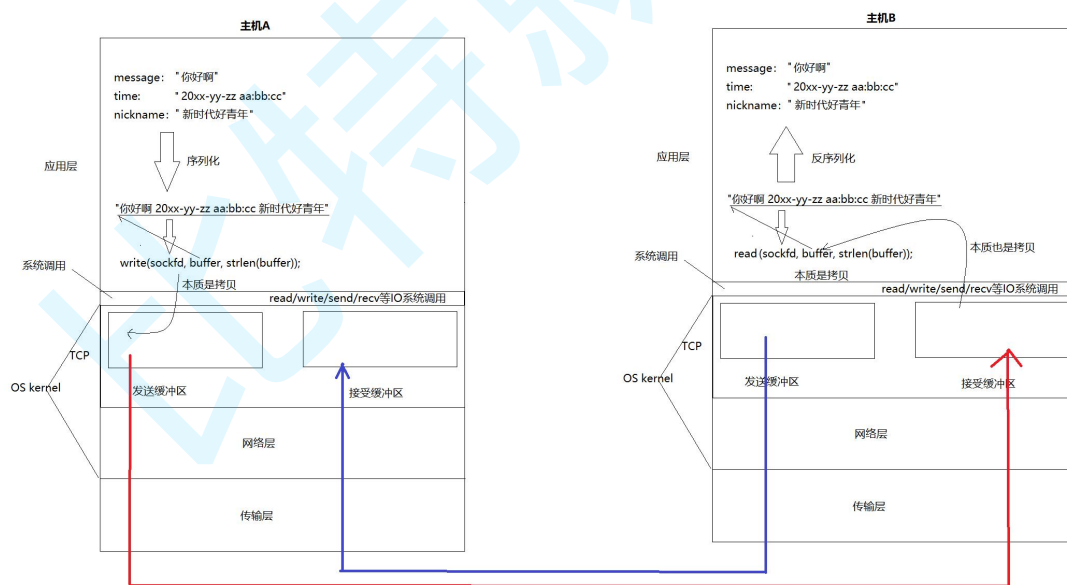 主机A
message： "你好啊"
time: "20xx-yy-zz aa:bb:cc"
nickname： "新时代好青年"
序列化
应用层
"你好啊 20xx-yy-zz aa:bb:cc 新时代好青年"
write(sockfd, buffer, strlen(buffer));
系统调用
本质是拷贝
read/write/send/recv等IO系统调用
TCP
OS kernel
发送缓冲区
接受缓冲区
网络层
传输层
主机B
message： "你好啊"
time: "20xx-yy-zz aa:bb:cc"
nickname： "新时代好青年"
反序列化
应用层
"你好啊 20xx-yy-zz aa:bb:cc 新时代好青年"
本质也是拷贝
read (sockfd, buffer, strlen(buffer));
系统调用
本质是拷贝
read/write/send/recv等IO系统调用
TCP
OS kernel
发送缓冲区
接受缓冲区
网络层
传输层
比特